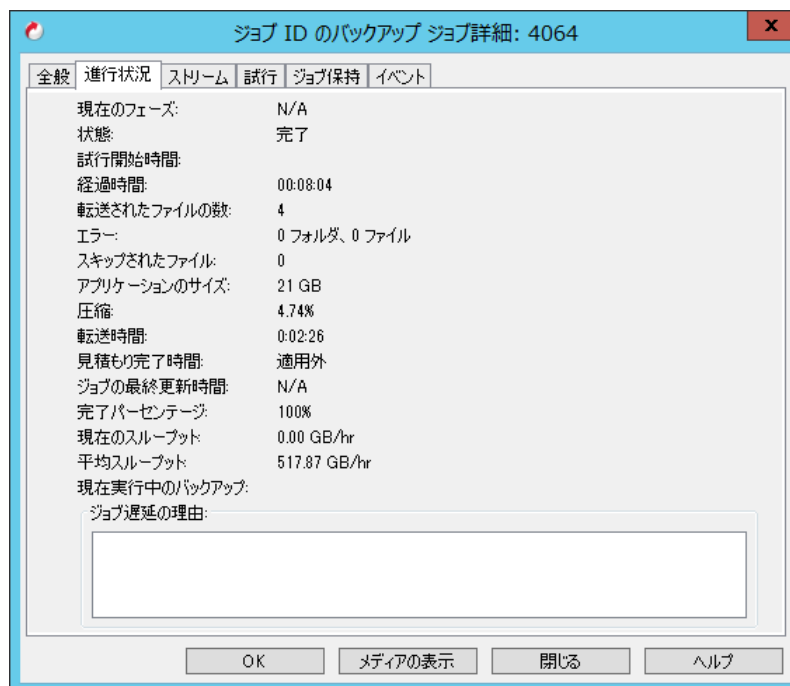 ジョブ ID のバックアップ ジョブ詳細: 4064
x
全般 進行状況 ストリーム 試行 ジョブ保持 イベント
現在のフェーズ: N/A
状態: 完了
試行開始時間:
経過時間: 00:08:04
転送されたファイルの数: 4
エラー: 0 フォルダ、0 ファイル
スキップされたファイル: 0
アプリケーションのサイズ: 21 GB
圧縮: 4.74%
転送時間: 0:02:26
見積もり完了時間: 適用外
ジョブの最終更新時間: N/A
完了パーセンテージ: 100%
現在のスループット: 0.00 GB/hr
平均スループット: 517.87 GB/hr
現在実行中のバックアップ:
ジョブ遅延の理由:
OK メディアの表示 閉じる ヘルプ